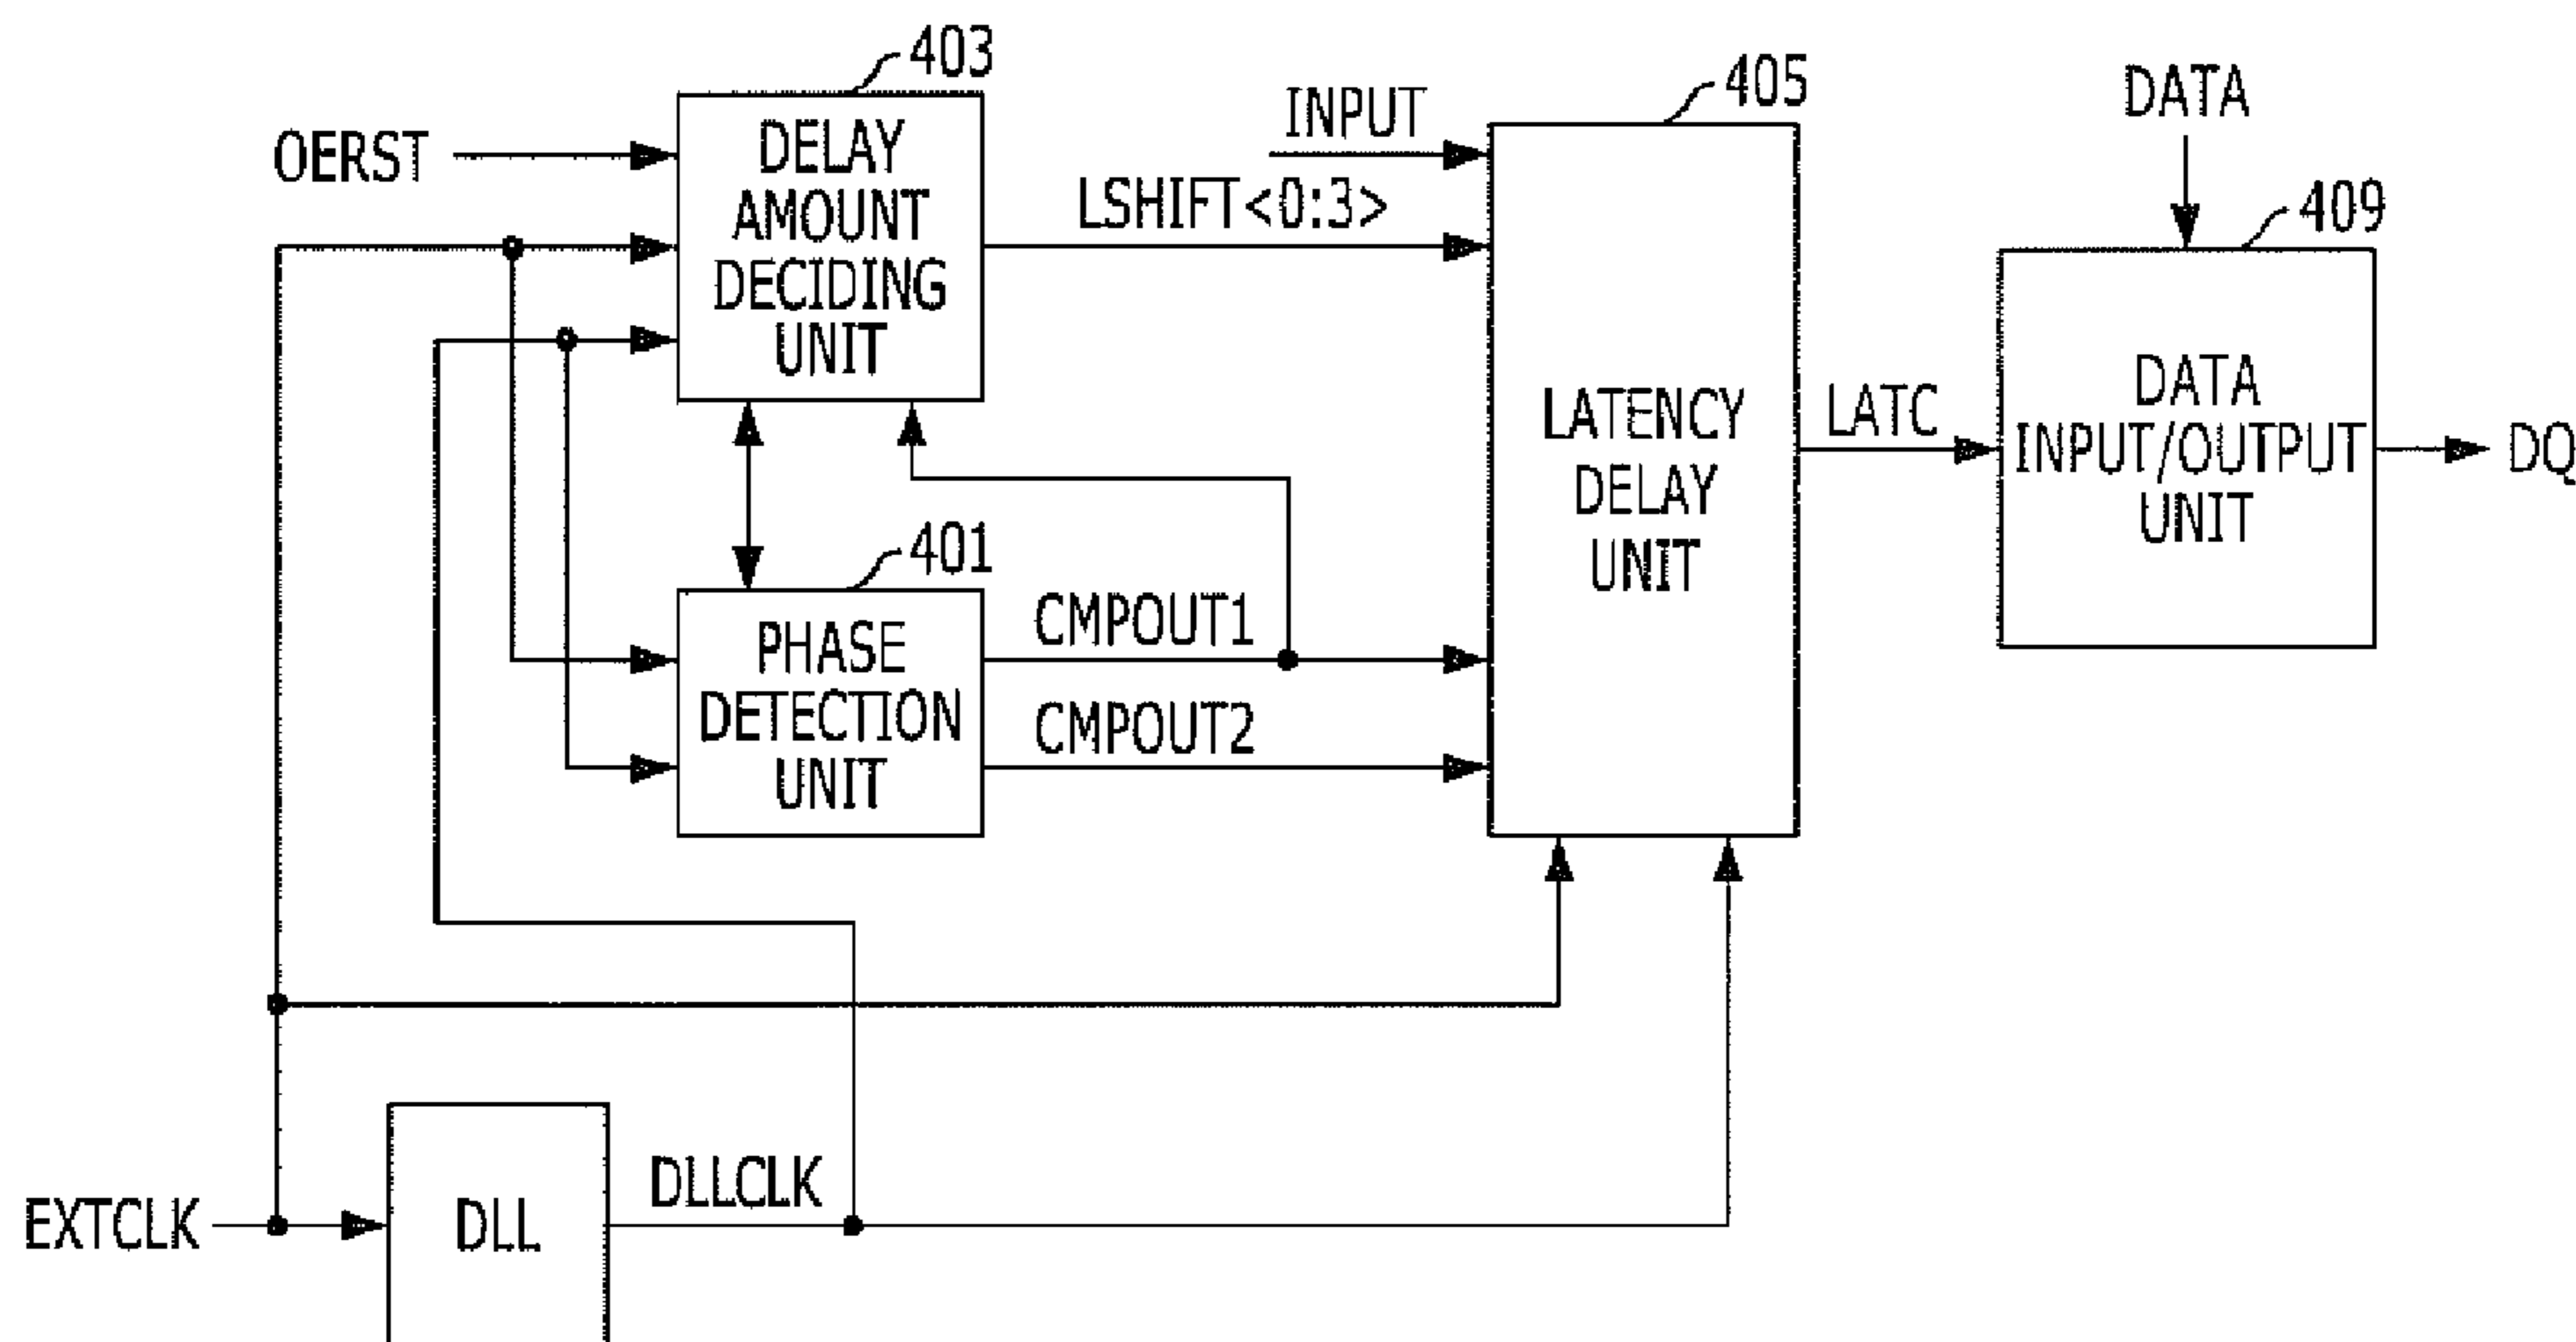 403
405
INPUT
DATA
OERST
DELAY
AMOUNT
DECIDING
UNIT
LSHIFT<0:3>
409
LATENCY
DELAY
UNIT
LATC
DATA
INPUT/OUTPUT
UNIT
DQ
401
PHASE
DETECTION
UNIT
CMPOUT1
CMPOUT2
EXTCLK
DLL
DLLCLK